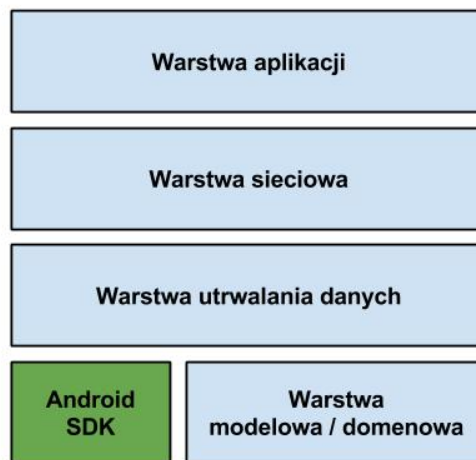 Warstwa aplikacji
Warstwa sieciowa
Warstwa utrwalania danych
Android
SDK
Warstwa
modelowa / domenowa